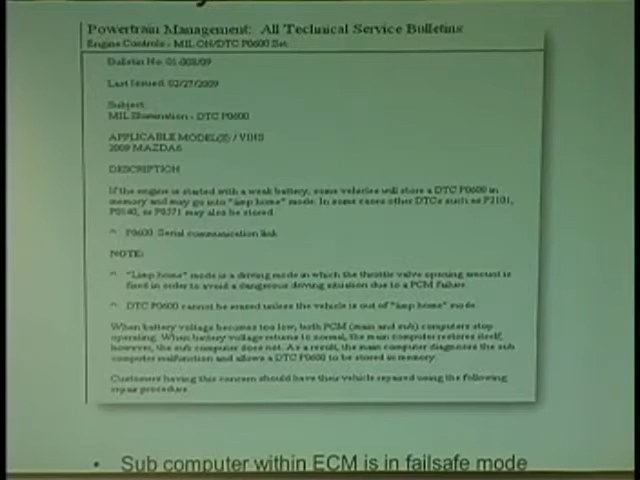 Powertrain Management: All Technical Service Bulletins
Engine Controls - MIL ON/DTC P0600 Set
Bulletin No: 01-008/09
Last Issued: 02/27/2009
Subject:
MIL Illumination - DTC P0600
APPLICABLE MODEL(S) / VINS
2009 MAZDA6
DESCRIPTION
If the engine is started with a weak battery, some vehicles will store a DTC P0600 in
memory and may go into "limp home" mode. In some cases other DTCs such as P2101,
or P0571 may also be stored.
^ P0600: Serial communication link
NOTE:
^ "Limp home" mode is a driving mode in which the throttle valve opening amount is
fixed in order to avoid a dangerous driving situation due to a PCM failure.
^ DTC P0600 cannot be erased unless the vehicle is out of "limp home" mode.
When battery voltage becomes too low, both PCM (main and sub) computers stop
operating. When battery voltage returns to normal, the main computer restores itself,
however, the sub computer does not. As a result, the main computer diagnoses the sub
computer malfunction and allows a DTC P0600 to be stored in memory.
Customers having this concern should have their vehicle repaired using the following
repair procedure.
• Sub computer within ECM is in failsafe mode